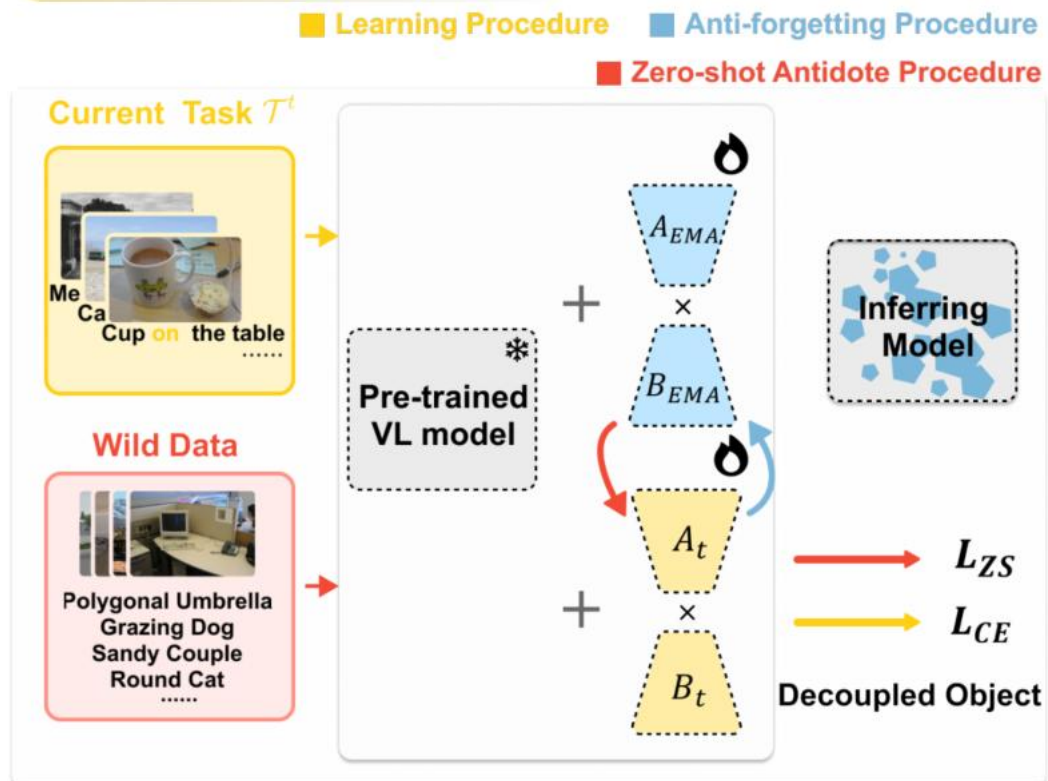 Learning Procedure
Anti-forgetting Procedure
Zero-shot Antidote Procedure
Current Task 𝒯^t
Me
Ca
Cup on the table
......
Wild Data
Polygonal Umbrella
Grazing Dog
Sandy Couple
Round Cat
......
Pre-trained
VL model
+
A_EMA
×
B_EMA
+
A_t
×
B_t
Inferring
Model
L_ZS
L_CE
Decoupled Object